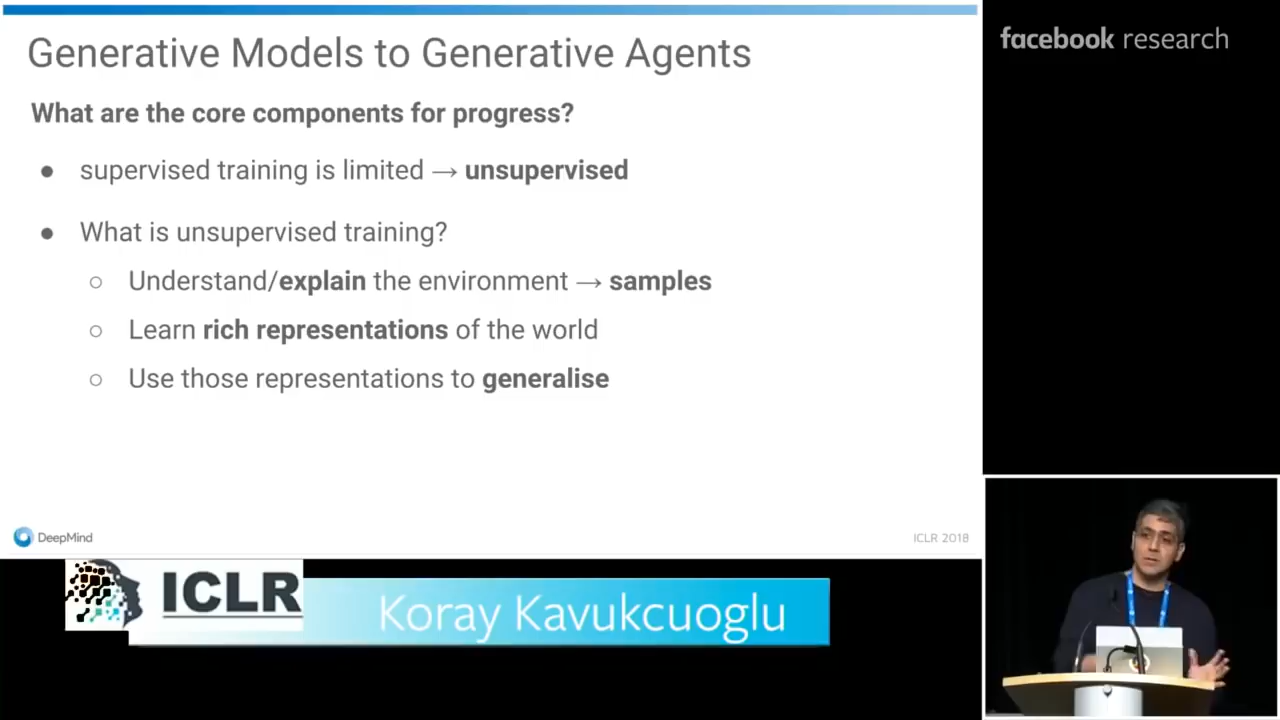 Generative Models to Generative Agents
What are the core components for progress?
● supervised training is limited → unsupervised
● What is unsupervised training?
○ Understand/explain the environment → samples
○ Learn rich representations of the world
○ Use those representations to generalise
DeepMind
ICLR 2018
facebook research
ICLR
Koray Kavukcuoglu